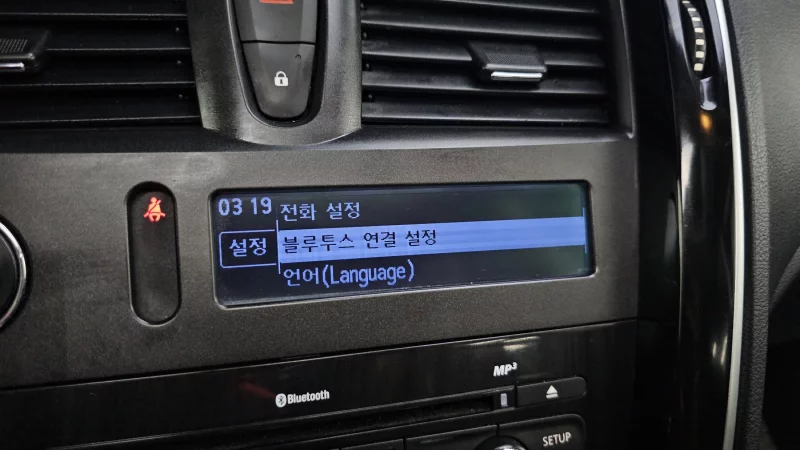 03 19
설정
전화 설정
블루투스 연결 설정
언어(Language)
Bluetooth
MP3
SETUP